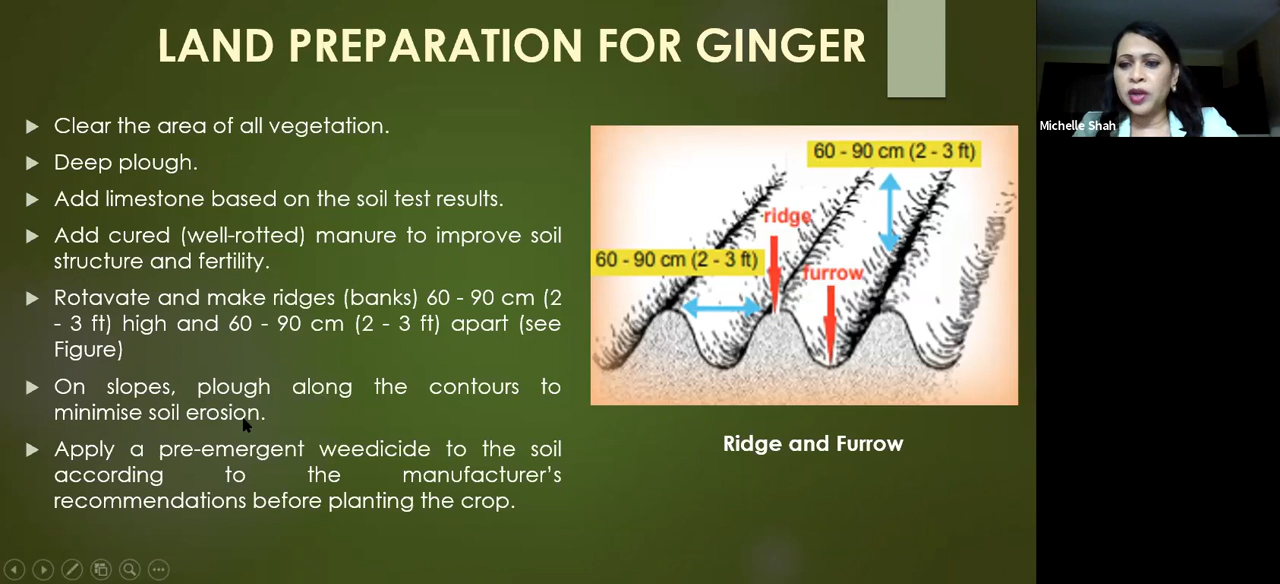 LAND PREPARATION FOR GINGER
Clear the area of all vegetation.
Deep plough.
Add limestone based on the soil test results.
Add cured (well-rotted) manure to improve soil
structure and fertility.
Rotavate and make ridges (banks) 60 - 90 cm (2
- 3 ft) high and 60 - 90 cm (2 - 3 ft) apart (see
Figure)
On slopes, plough along the contours to
minimise soil erosion.
Apply a pre-emergent weedicide to the soil
according to the manufacturer's
recommendations before planting the crop.
60 - 90 cm (2 - 3 ft)
ridge
60 - 90 cm (2 - 3 ft)
furrow
Ridge and Furrow
Michelle Shah